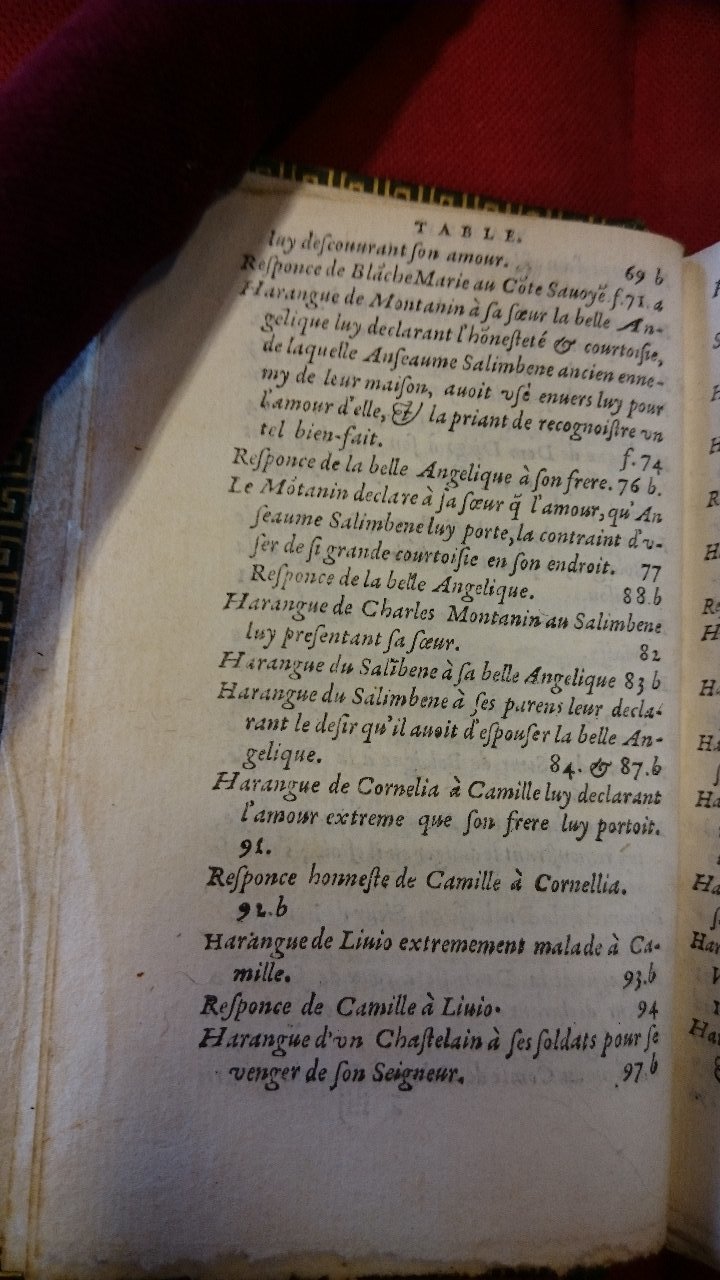 TABLE.
luy deſcouurant ſon amour. 69 b
Reſponce de Blãche Marie au Cõte Sauoyẽ. f.71.a
Harangue de Montanin à ſa ſœur la belle An-
gelique luy declarant l'hõneſteté & courtoiſie,
de laquelle Anſeaume Salimbene ancien enne-
my de leur maiſon, auoit vſé enuers luy pour
l'amour d'elle, & la priant de recognoiſtre vn
tel bien-fait. f.74
Reſponce de la belle Angelique à ſon frere. 76 b.
Le Mõtanin declare à ſa ſœur q̃ l'amour, qu'An
ſeaume Salimbene luy porte, la contraint d'v-
ſer de ſi grande courtoiſie en ſon endroit. 77
Reſponce de la belle Angelique. 88.b
Harangue de Charles Montanin au Salimbene
luy preſentant ſa ſœur. 82
Harangue du Salĩbene à ſa belle Angelique 83 b
Harangue du Salimbene à ſes parens leur decla-
rant le deſir qu'il auoit d'eſpouſer la belle An-
gelique. 84. & 87.b
Harangue de Cornelia à Camille luy declarant
l'amour extreme que ſon frere luy portoit.
91.
Reſponce honneſte de Camille à Cornellia.
92.b
Harangue de Liuio extremement malade à Ca-
mille. 93.b
Reſponce de Camille à Liuio. 94
Harangue d'vn Chaſtelain à ſes ſoldats pour ſe
venger de ſon Seigneur. 97.b